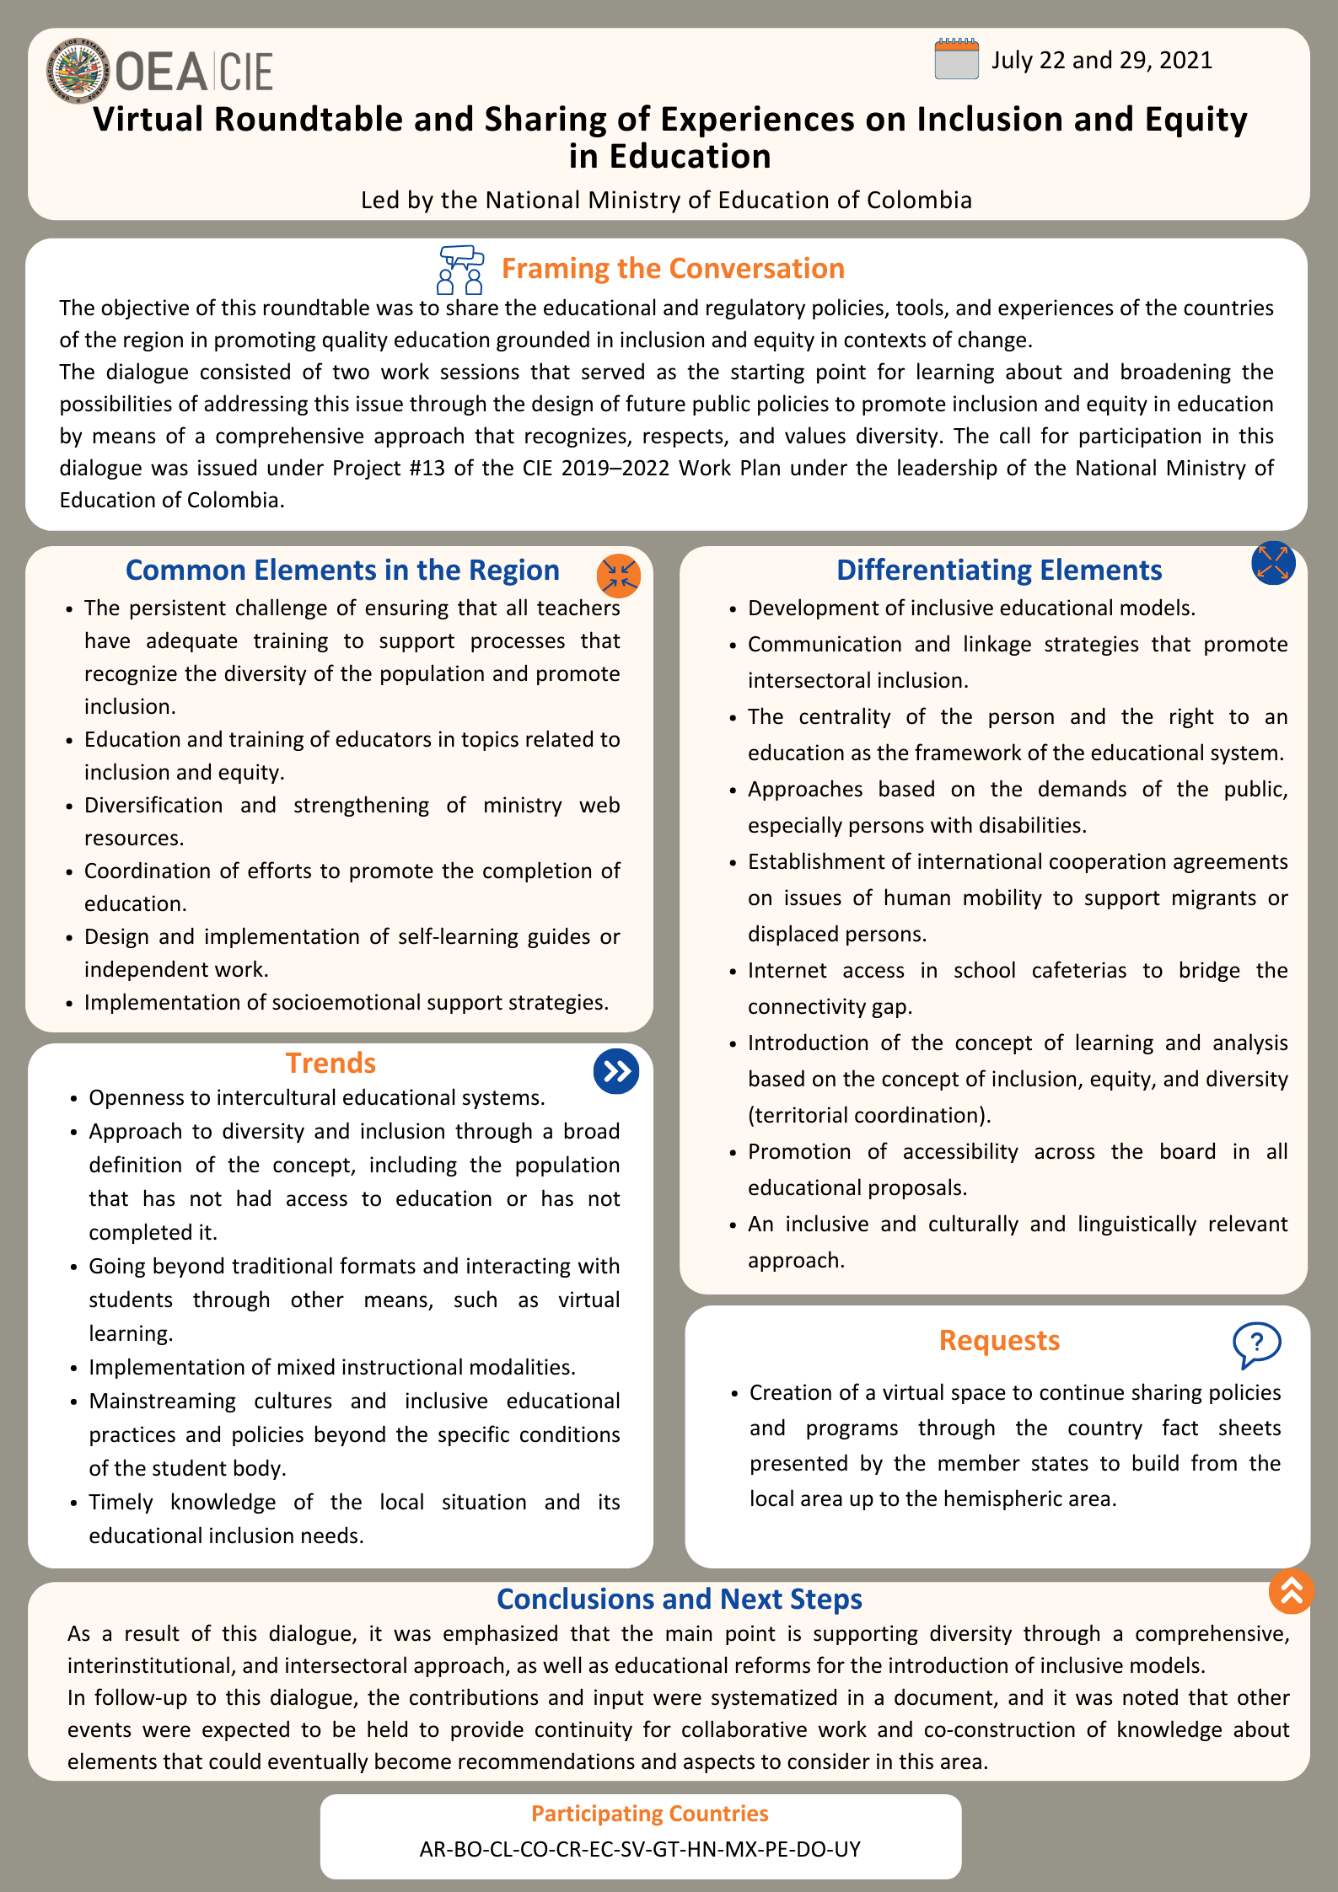 OEA|CIE
July 22 and 29, 2021
Virtual Roundtable and Sharing of Experiences on Inclusion and Equity
in Education
Led by the National Ministry of Education of Colombia
Framing the Conversation
The objective of this roundtable was to share the educational and regulatory policies, tools, and experiences of the countries
of the region in promoting quality education grounded in inclusion and equity in contexts of change.
The dialogue consisted of two work sessions that served as the starting point for learning about and broadening the
possibilities of addressing this issue through the design of future public policies to promote inclusion and equity in education
by means of a comprehensive approach that recognizes, respects, and values diversity. The call for participation in this
dialogue was issued under Project #13 of the CIE 2019–2022 Work Plan under the leadership of the National Ministry of
Education of Colombia.
Common Elements in the Region
• The persistent challenge of ensuring that all teachers
have adequate training to support processes that
recognize the diversity of the population and promote
inclusion.
• Education and training of educators in topics related to
inclusion and equity.
• Diversification and strengthening of ministry web
resources.
• Coordination of efforts to promote the completion of
education.
• Design and implementation of self-learning guides or
independent work.
• Implementation of socioemotional support strategies.
Trends
• Openness to intercultural educational systems.
• Approach to diversity and inclusion through a broad
definition of the concept, including the population
that has not had access to education or has not
completed it.
• Going beyond traditional formats and interacting with
students through other means, such as virtual
learning.
• Implementation of mixed instructional modalities.
• Mainstreaming cultures and inclusive educational
practices and policies beyond the specific conditions
of the student body.
• Timely knowledge of the local situation and its
educational inclusion needs.
Differentiating Elements
• Development of inclusive educational models.
• Communication and linkage strategies that promote
intersectoral inclusion.
• The centrality of the person and the right to an
education as the framework of the educational system.
• Approaches based on the demands of the public,
especially persons with disabilities.
• Establishment of international cooperation agreements
on issues of human mobility to support migrants or
displaced persons.
• Internet access in school cafeterias to bridge the
connectivity gap.
• Introduction of the concept of learning and analysis
based on the concept of inclusion, equity, and diversity
(territorial coordination).
• Promotion of accessibility across the board in all
educational proposals.
• An inclusive and culturally and linguistically relevant
approach.
Requests
?
• Creation of a virtual space to continue sharing policies
and programs through the country fact sheets
presented by the member states to build from the
local area up to the hemispheric area.
Conclusions and Next Steps
As a result of this dialogue, it was emphasized that the main point is supporting diversity through a comprehensive,
interinstitutional, and intersectoral approach, as well as educational reforms for the introduction of inclusive models.
In follow-up to this dialogue, the contributions and input were systematized in a document, and it was noted that other
events were expected to be held to provide continuity for collaborative work and co-construction of knowledge about
elements that could eventually become recommendations and aspects to consider in this area.
Participating Countries
AR-BO-CL-CO-CR-EC-SV-GT-HN-MX-PE-DO-UY